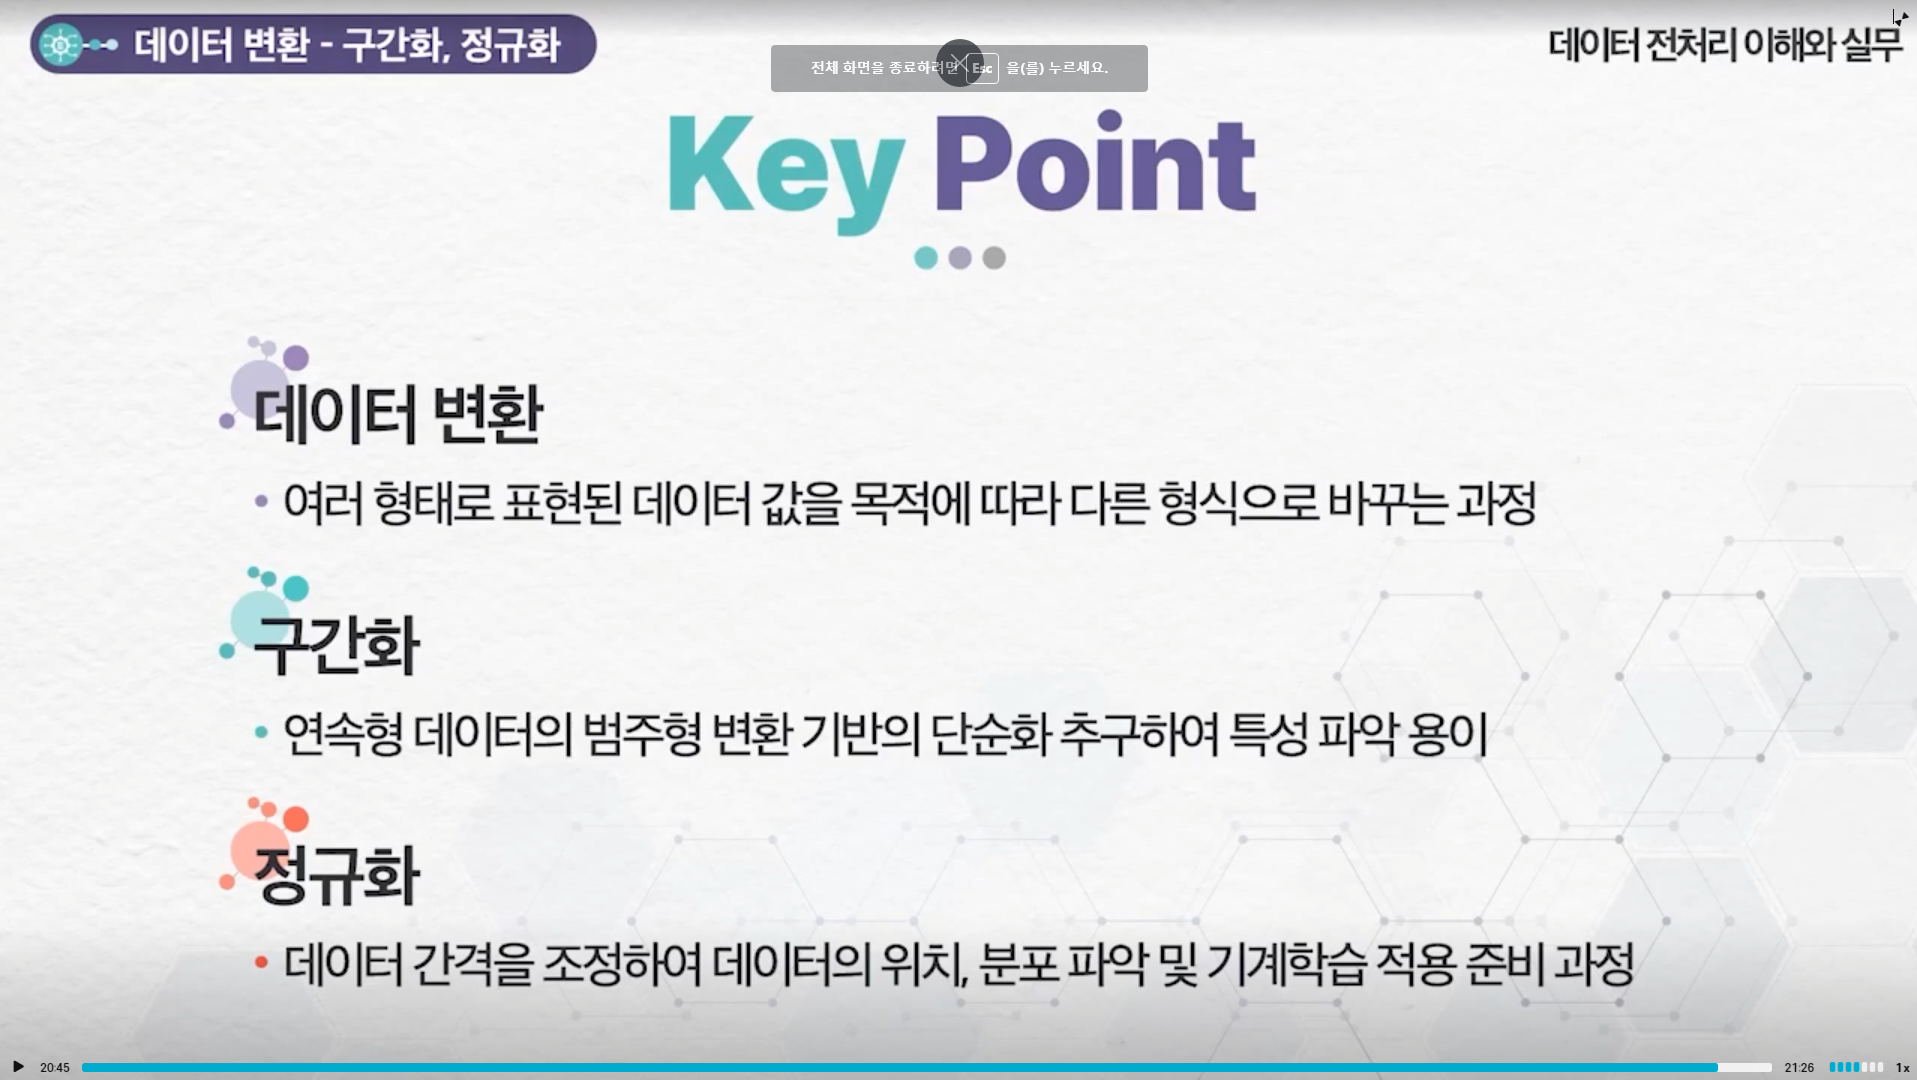 데이터 변환 - 구간화, 정규화
데이터 전처리 이해와 실무
전체 화면을 종료하려면 Esc 을(를) 누르세요.
Key Point
데이터 변환
• 여러 형태로 표현된 데이터 값을 목적에 따라 다른 형식으로 바꾸는 과정
구간화
• 연속형 데이터의 범주형 변환 기반의 단순화 추구하여 특성 파악 용이
정규화
• 데이터 간격을 조정하여 데이터의 위치, 분포 파악 및 기계학습 적용 준비 과정
20:45
21:26
1x